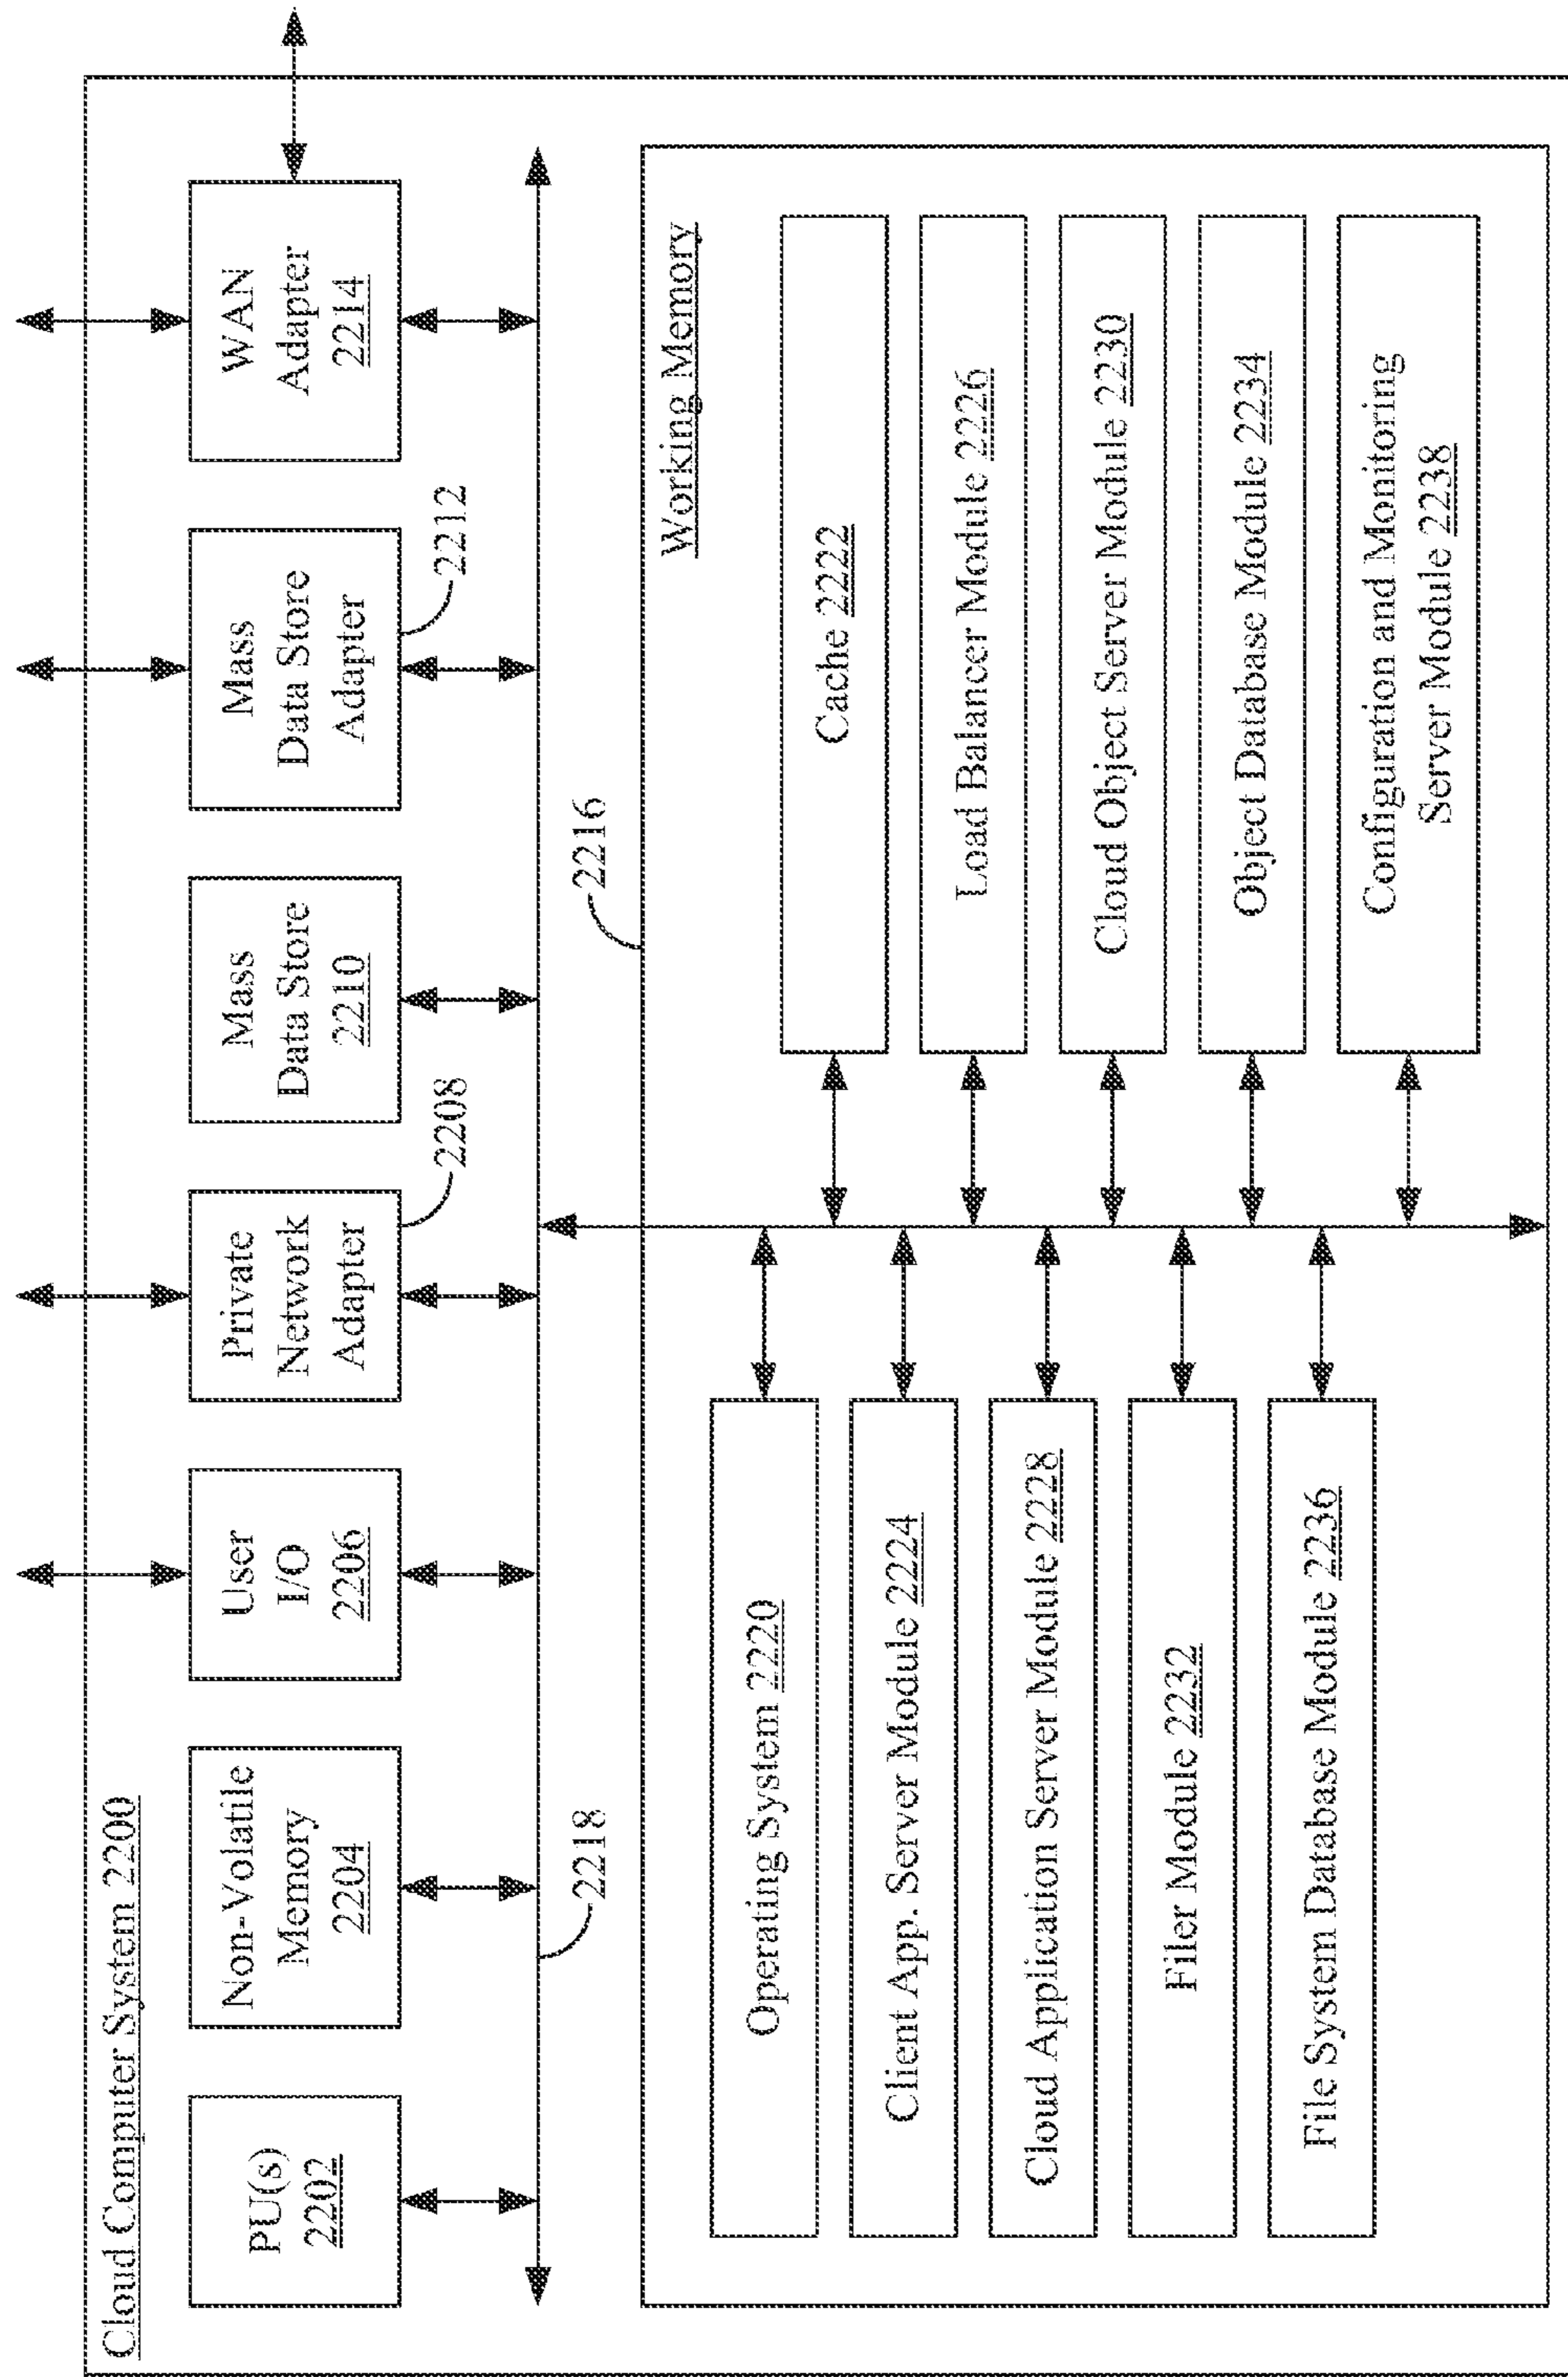 Cloud Computer System 2200
PU(s)
2202
Non-Volatile
Memory
2204
User
I/O
2206
Private
Network
Adapter
2208
Mass
Data Store
2210
Mass
Data Store
Adapter
2212
WAN
Adapter
2214
2218
2216
Working Memory
Operating System 2220
Cache 2222
Client App. Server Module 2224
Load Balancer Module 2226
Cloud Application Server Module 2228
Cloud Object Server Module 2230
Filer Module 2232
Object Database Module 2234
File System Database Module 2236
Configuration and Monitoring
Server Module 2238